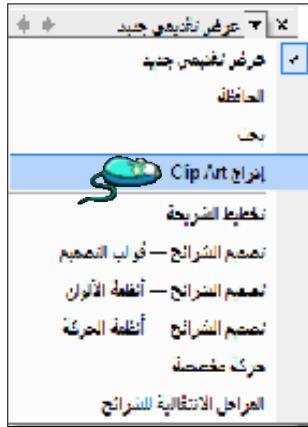 عرض تقديمي جديد
عرض تقديمي جديد
الحافظة
بحث
إدراج Clip Art
تخطيط الشريحة
تصميم الشرائح — قوالب التصميم
تصميم الشرائح — أنظمة الألوان
تصميم الشرائح — أنظمة الحركة
حركة مخصصة
المراحل الانتقالية للشرائح